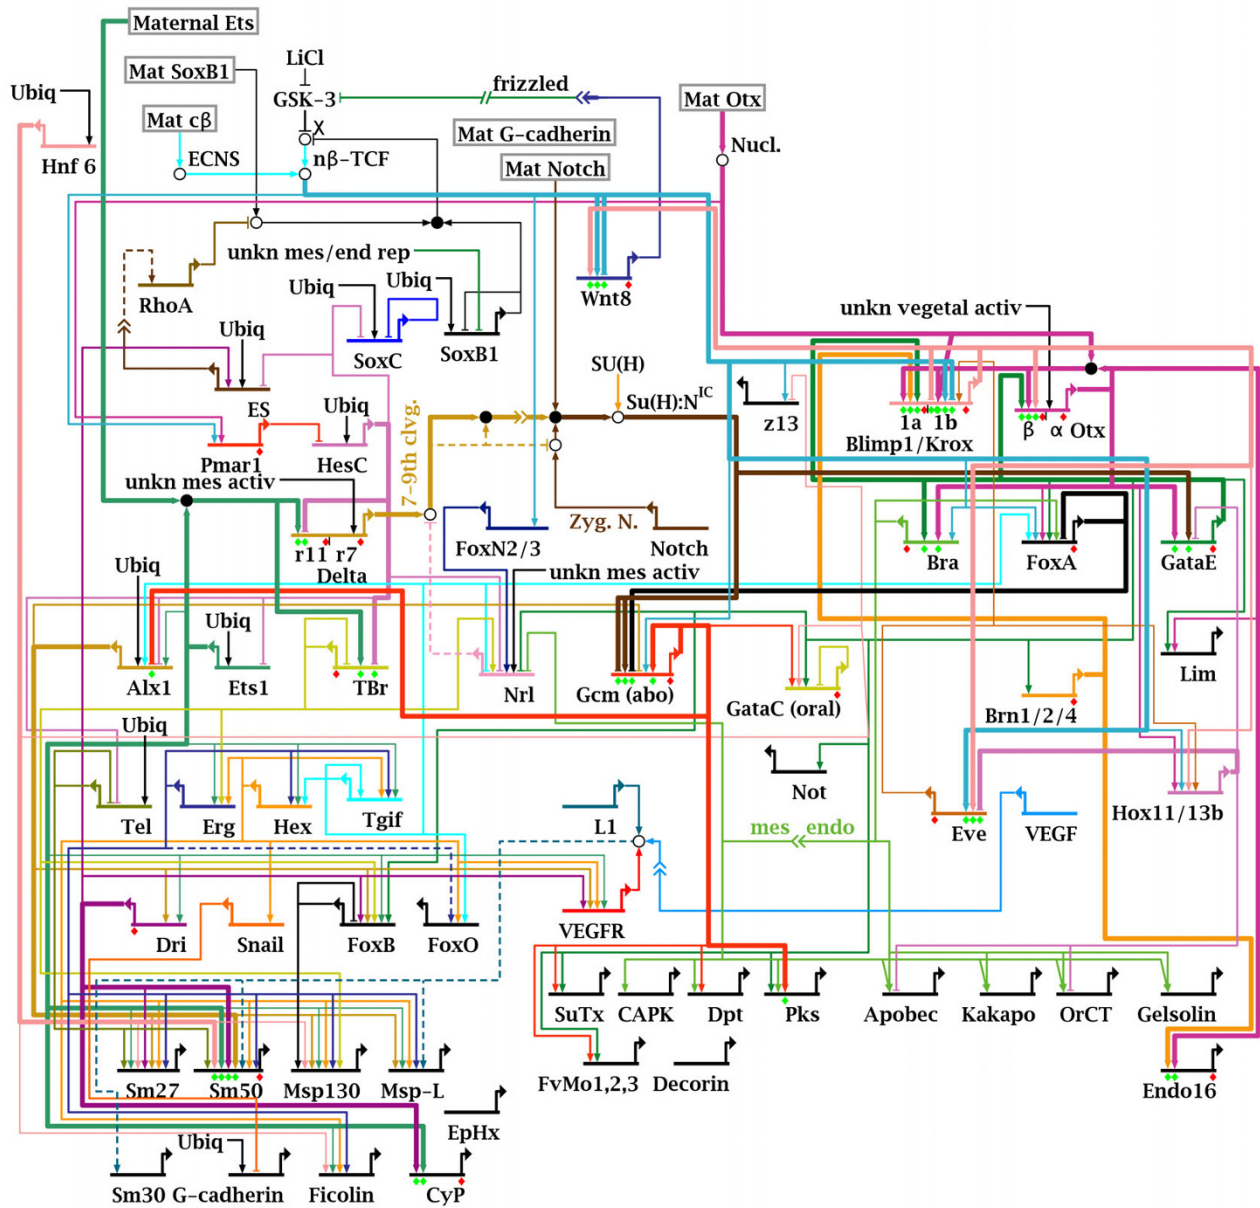 Maternal Ets
LiCl
Mat SoxB1
frizzled
Ubiq
GSK-3
Mat Otx
X
Mat cβ
Mat G-cadherin
Nucl.
Hnf 6
ECNS
nβ-TCF
Mat Notch
unkn mes/end rep
Ubiq
Ubiq
RhoA
Wnt8
unkn vegetal activ
Ubiq
SoxC
SoxB1
SU(H)
Su(H):N^IC
ES
Ubiq
z13
1a
1b
β
α
Otx
Blimp1/Krox
Pmar1
HesC
7-9th clvg.
unkn mes activ
Zyg. N.
r11
r7
Delta
FoxN2/3
Notch
Bra
FoxA
GataE
Ubiq
Ubiq
unkn mes activ
Alx1
Ets1
TBr
Nrl
Gcm (abo)
GataC (oral)
Brn1/2/4
Lim
Ubiq
Not
Tel
Erg
Hex
Tgif
L1
mes
endo
Eve
VEGF
Hox11/13b
Dri
Snail
FoxB
FoxO
VEGFR
SuTx
CAPK
Dpt
Pks
Apobec
Kakapo
OrCT
Gelsolin
Sm27
Sm50
Msp130
Msp-L
FvMo1,2,3
Decorin
Endo16
EpHx
Ubiq
Sm30
G-cadherin
Ficolin
CyP